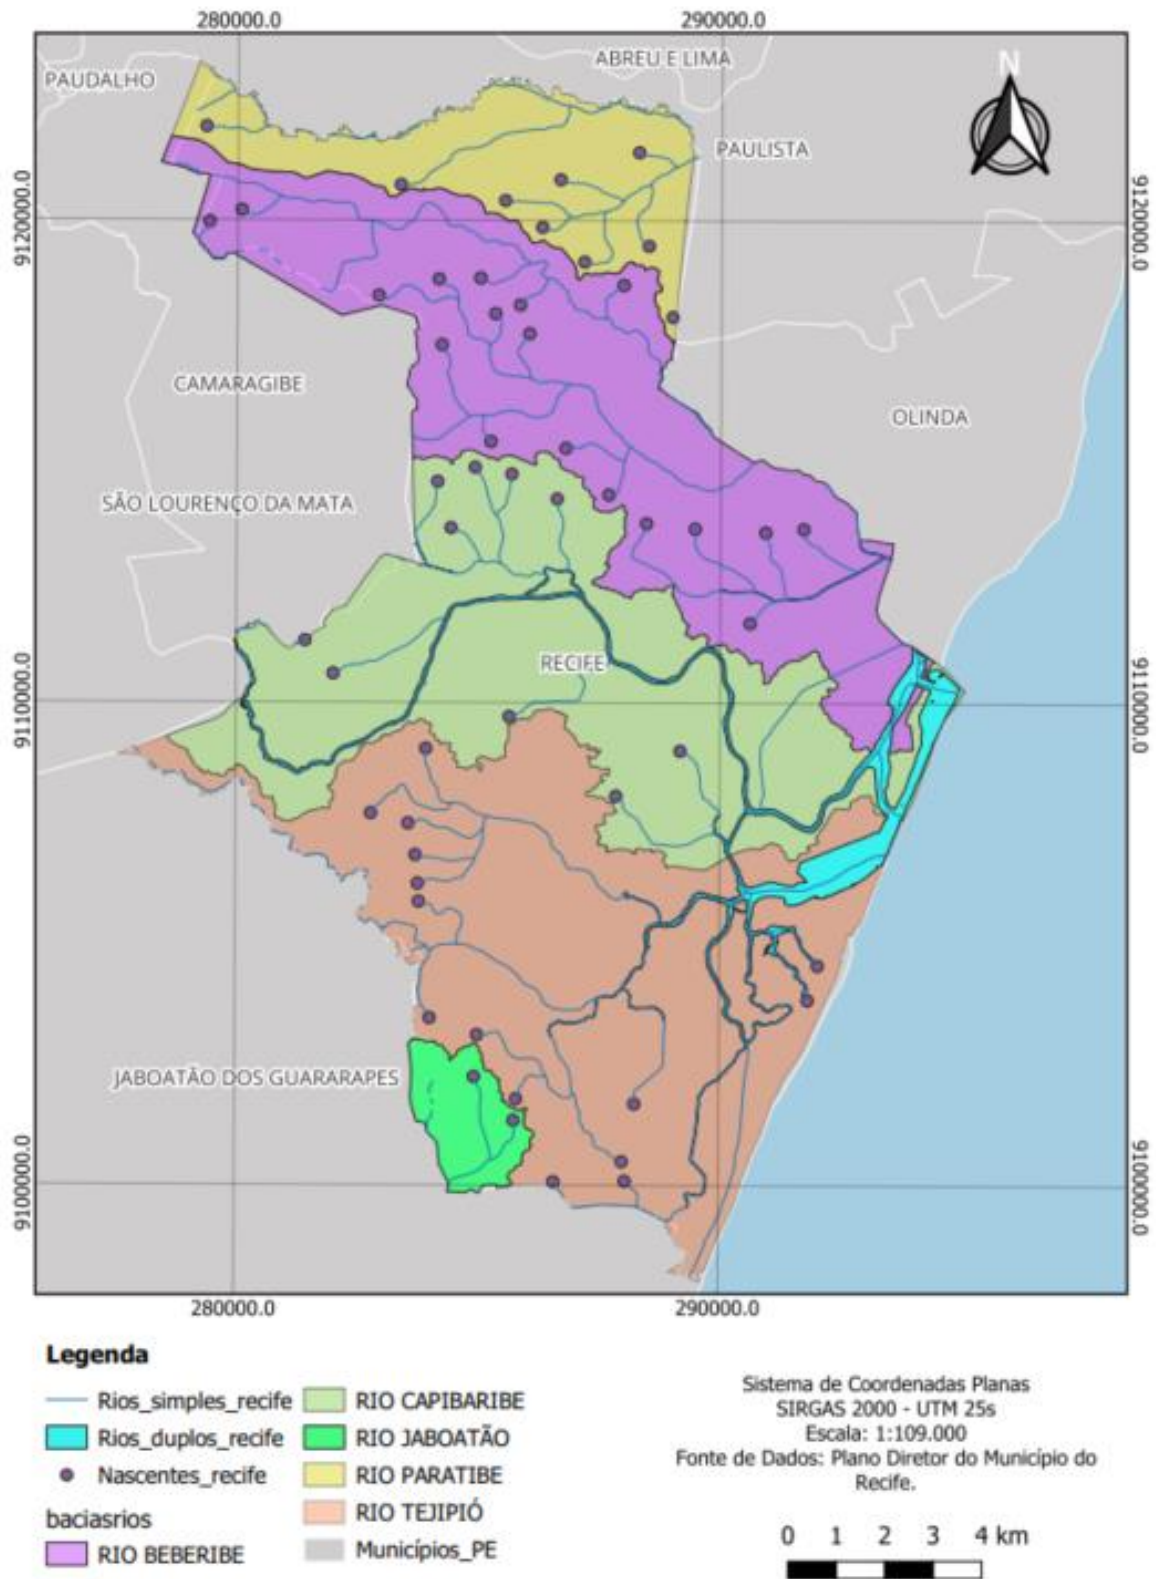 280000.0 290000.0
PAUDALHO
ABREU E LIMA
N
PAULISTA
9120000.0
9120000.0
CAMARAGIBE
OLINDA
SÃO LOURENÇO DA MATA
RECIFE
9110000.0
9110000.0
JABOATÃO DOS GUARARAPES
9100000.0
9100000.0
280000.0 290000.0
Legenda
Rios_simples_recife
Rios_duplos_recife
Nascentes_recife
baciasrios
RIO BEBERIBE
RIO CAPIBARIBE
RIO JABOATÃO
RIO PARATIBE
RIO TEJIPIÓ
Municípios_PE
Sistema de Coordenadas Planas
SIRGAS 2000 - UTM 25s
Escala: 1:109.000
Fonte de Dados: Plano Diretor do Município do
Recife.
0 1 2 3 4 km